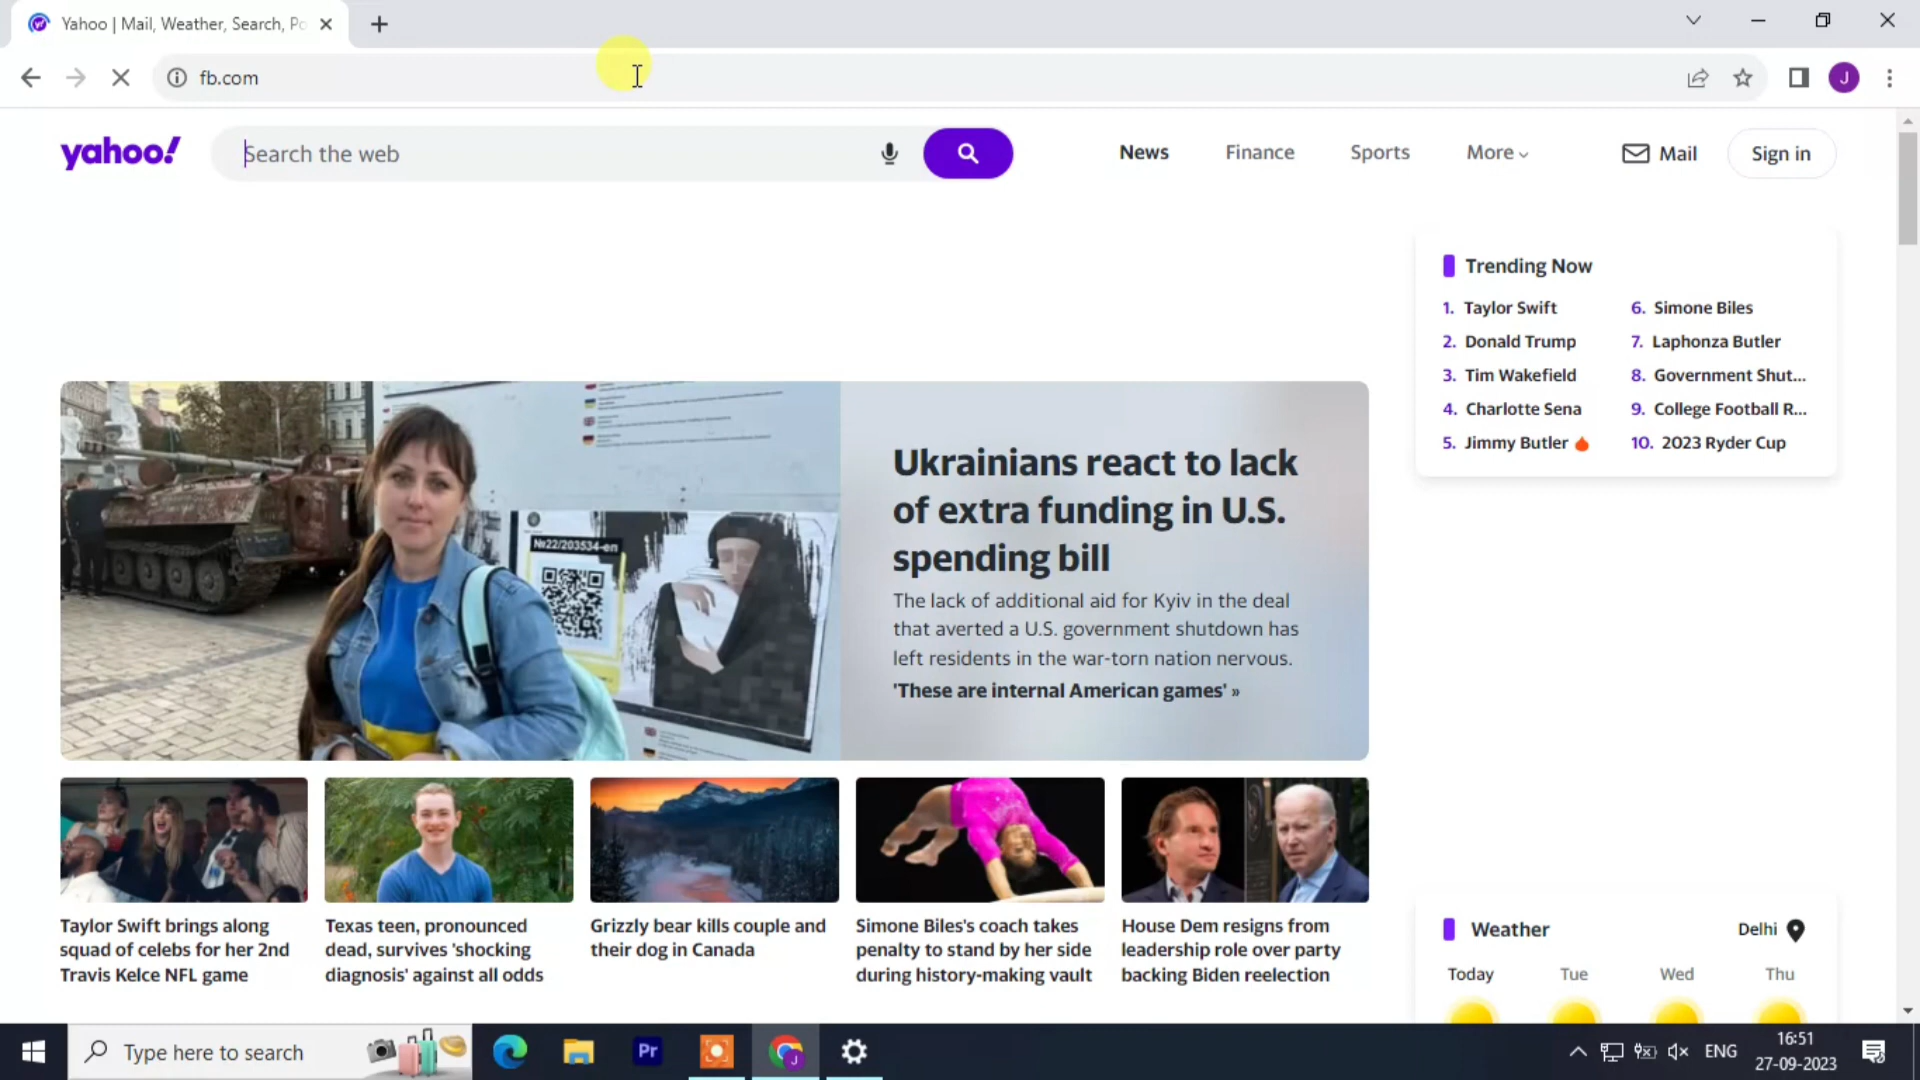 Yahoo | Mail, Weather, Search, Po
fb.com
J
yahoo!
Search the web
News
Finance
Sports
More
Mail
Sign in
Trending Now
1. Taylor Swift
2. Donald Trump
3. Tim Wakefield
4. Charlotte Sena
5. Jimmy Butler
6. Simone Biles
7. Laphonza Butler
8. Government Shut...
9. College Football R...
10. 2023 Ryder Cup
№22/203534-en
Ukrainians react to lack
of extra funding in U.S.
spending bill
The lack of additional aid for Kyiv in the deal
that averted a U.S. government shutdown has
left residents in the war-torn nation nervous.
'These are internal American games' »
Taylor Swift brings along
squad of celebs for her 2nd
Travis Kelce NFL game
Texas teen, pronounced
dead, survives 'shocking
diagnosis' against all odds
Grizzly bear kills couple and
their dog in Canada
Simone Biles's coach takes
penalty to stand by her side
during history-making vault
House Dem resigns from
leadership role over party
backing Biden reelection
Weather
Delhi
Today
Tue
Wed
Thu
Type here to search
Pr
J
ENG
16:51
27-09-2023